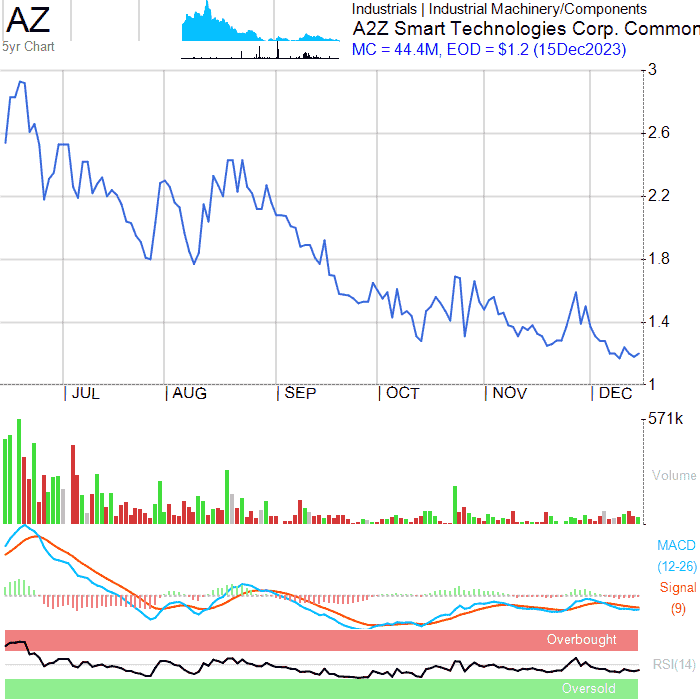 AZ
5yr Chart
Industrials | Industrial Machinery/Components
A2Z Smart Technologies Corp. Common
MC = 44.4M, EOD = $1.2 (15Dec2023)
3
2.6
2.2
1.8
1.4
1
JUL AUG SEP OCT NOV DEC
571k
Volume
MACD
(12-26)
Signal
(9)
Overbought
RSI(14)
Oversold